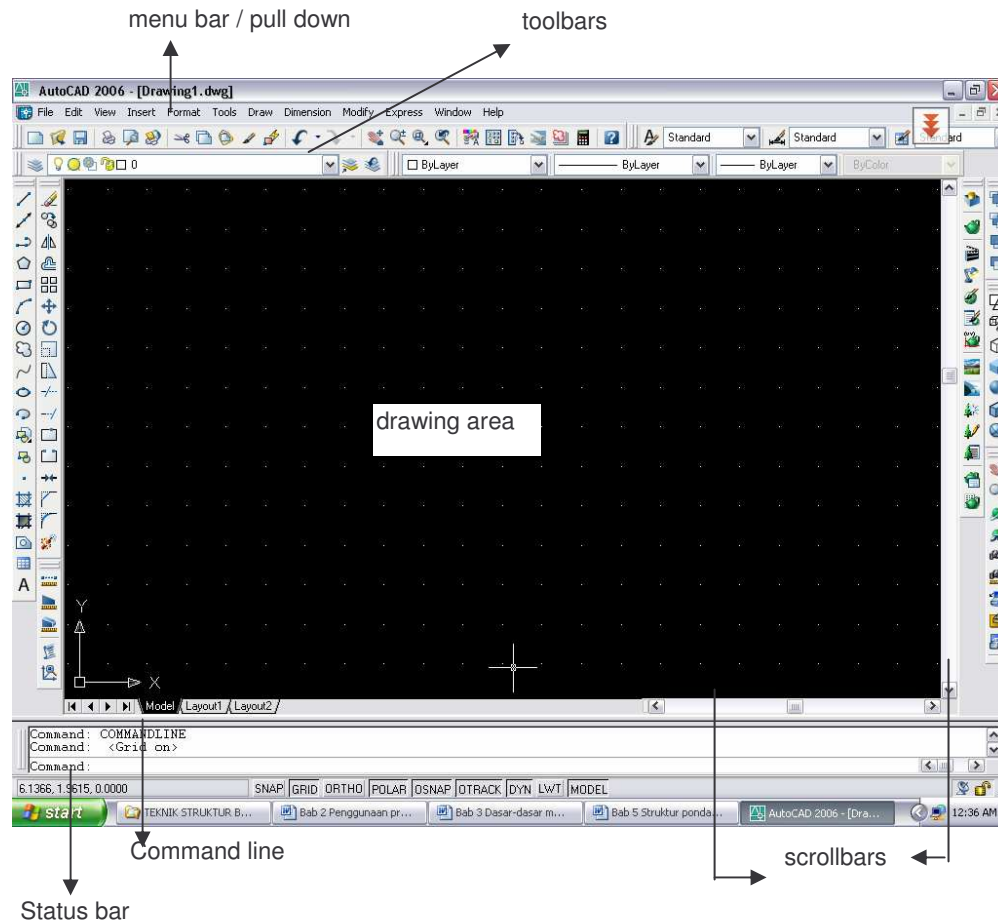 menu bar / pull down
toolbars
AutoCAD 2006 - [Drawing1.dwg]
File Edit View Insert Format Tools Draw Dimension Modify Express Window Help
Standard Standard
0 ByLayer ByLayer ByLayer ByColor
drawing area
A
Y
X
Model Layout1 Layout2
Command: COMMANDLINE
Command: <Grid on>
Command:
6.1366, 1.9615, 0.0000 SNAP GRID ORTHO POLAR OSNAP OTRACK DYN LWT MODEL
start TEKNIK STRUKTUR B... Bab 2 Penggunaan pr... Bab 3 Dasar-dasar m... Bab 5 Struktur ponda... AutoCAD 2006 - [Dra... 12:36 AM
Command line
scrollbars
Status bar